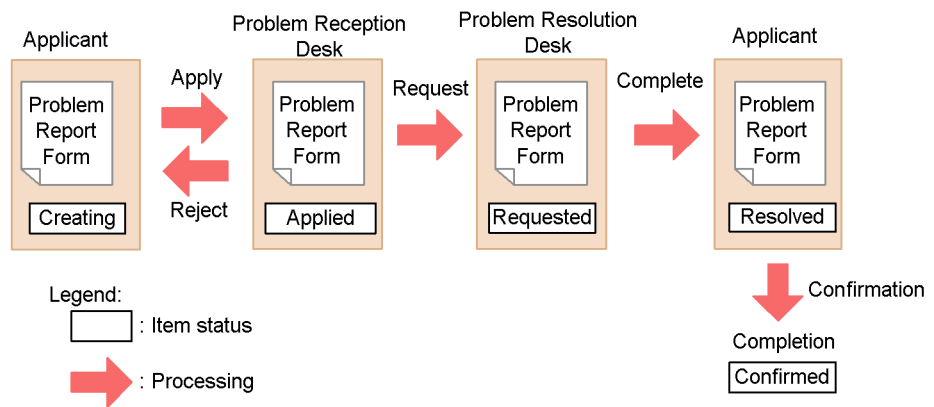 Applicant
Problem Reception
Desk
Problem Resolution
Desk
Applicant
Apply
Request
Complete
Problem
Report
Form
Problem
Report
Form
Problem
Report
Form
Problem
Report
Form
Reject
Creating
Applied
Requested
Resolved
Confirmation
Completion
Confirmed
Legend:
: Item status
: Processing